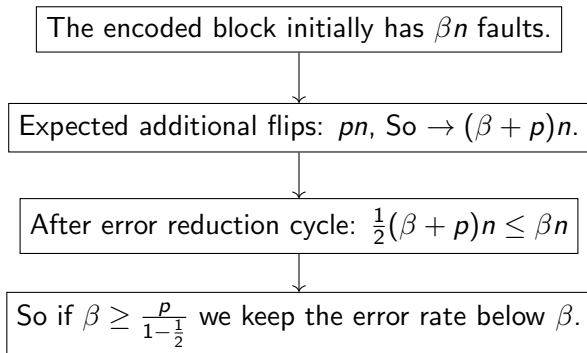 The encoded block initially has βn faults.
Expected additional flips: pn, So → (β + p)n.
After error reduction cycle: 1/2(β + p)n ≤ βn
So if β ≥ p/(1−1/2) we keep the error rate below β.